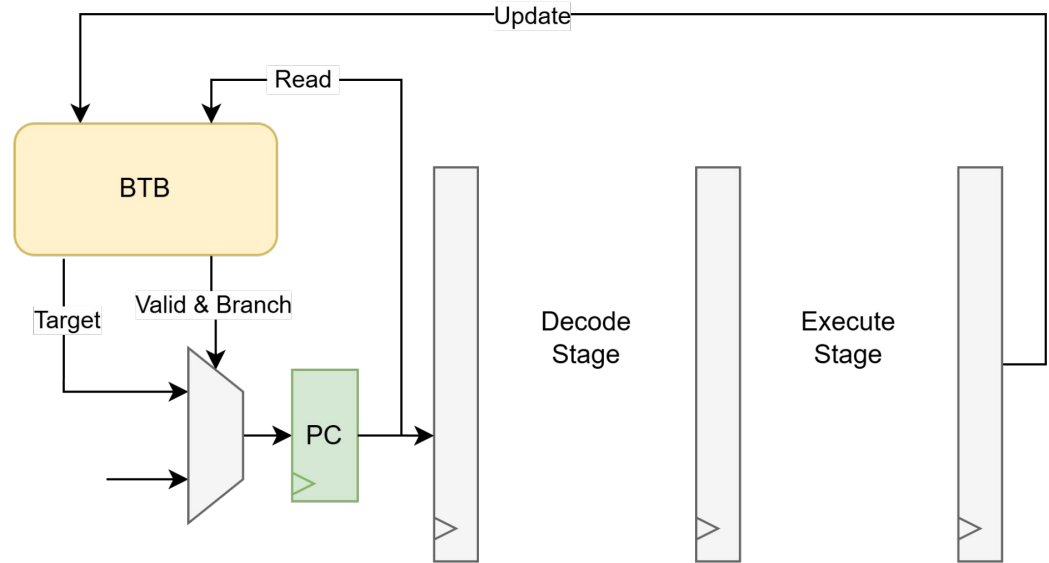 Update
Read
BTB
Valid & Branch
Target
Decode
Stage
Execute
Stage
PC